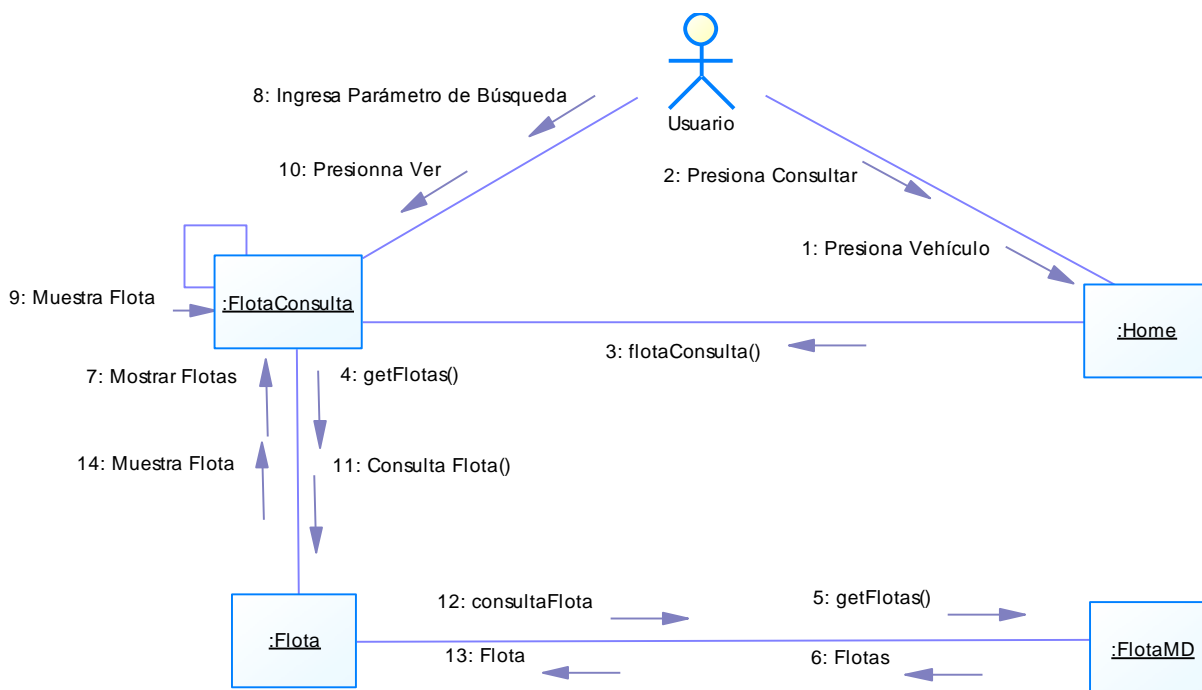 Usuario
8: Ingresa Parámetro de Búsqueda
10: Presionna Ver
2: Presiona Consultar
1: Presiona Vehículo
9: Muestra Flota
:FlotaConsulta
:Home
3: flotaConsulta()
7: Mostrar Flotas
4: getFlotas()
14: Muestra Flota
11: Consulta Flota()
12: consultaFlota
5: getFlotas()
:Flota
:FlotaMD
13: Flota
6: Flotas